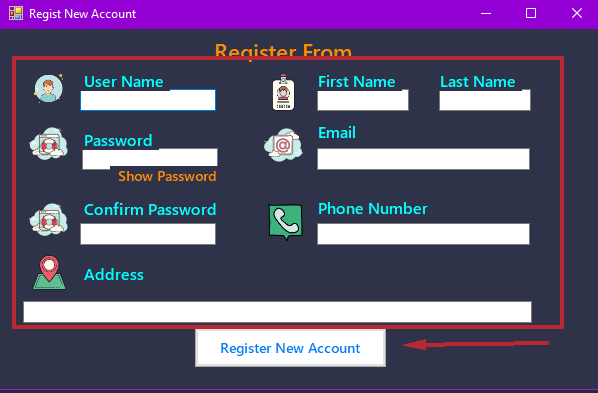 Regist New Account
Register From
User Name
First Name
Last Name
Password
Email
Show Password
Confirm Password
Phone Number
Address
Register New Account